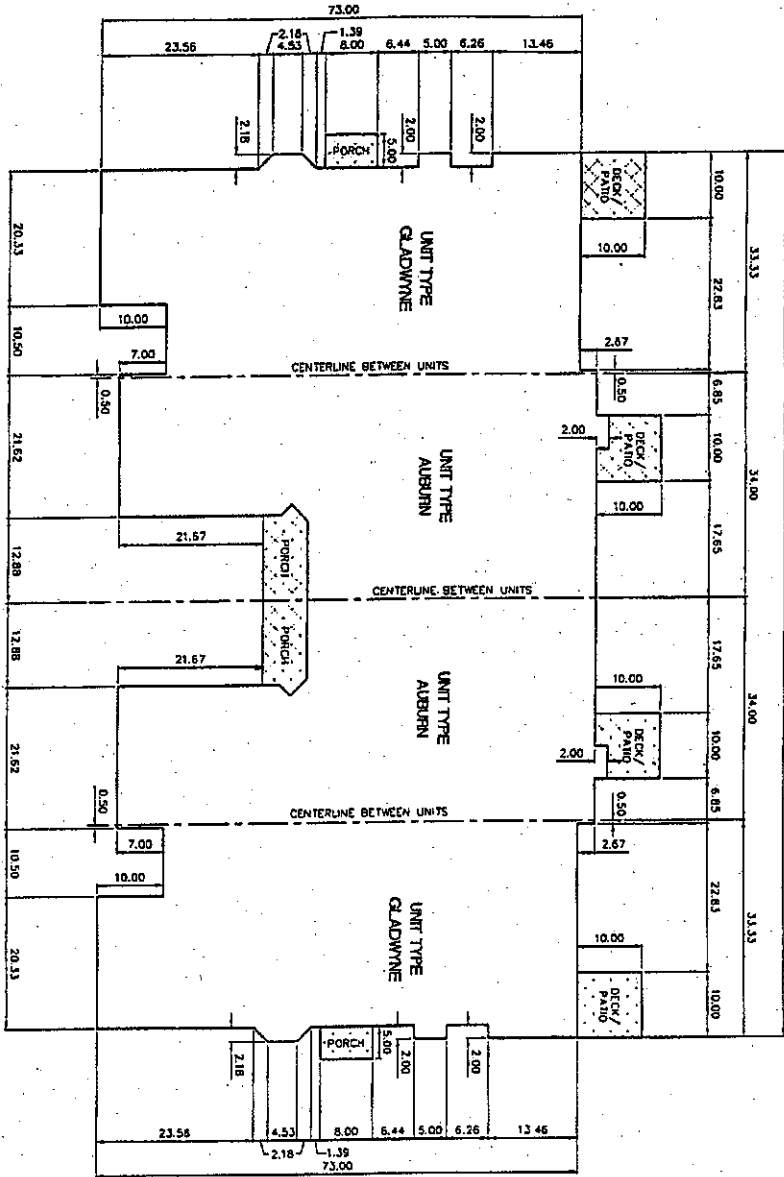 73.00
2.18
1.39
23.56
4.53
8.00
6.44
5.00
6.26
13.46
2.18
PORCH
5.00
2.00
2.00
DECK/
PATIO
10.00
10.00
33.33
22.83
UNIT TYPE
GLADWYNE
20.33
10.00
10.50
7.00
0.50
CENTERLINE BETWEEN UNITS
2.67
0.50
6.85
2.00
DECK/
PATIO
10.00
10.00
34.00
UNIT TYPE
AUBURN
21.62
21.67
PORCH
12.88
17.65
CENTERLINE BETWEEN UNITS
PORCH
12.88
21.67
17.65
UNIT TYPE
AUBURN
10.00
34.00
DECK/
PATIO
10.00
2.00
21.62
6.85
0.50
CENTERLINE BETWEEN UNITS
0.50
7.00
2.67
10.50
10.00
UNIT TYPE
GLADWYNE
22.83
33.33
10.00
DECK/
PATIO
10.00
20.33
2.18
PORCH
5.00
2.00
2.00
23.56
4.53
8.00
6.44
5.00
6.26
13.46
2.18
1.39
73.00